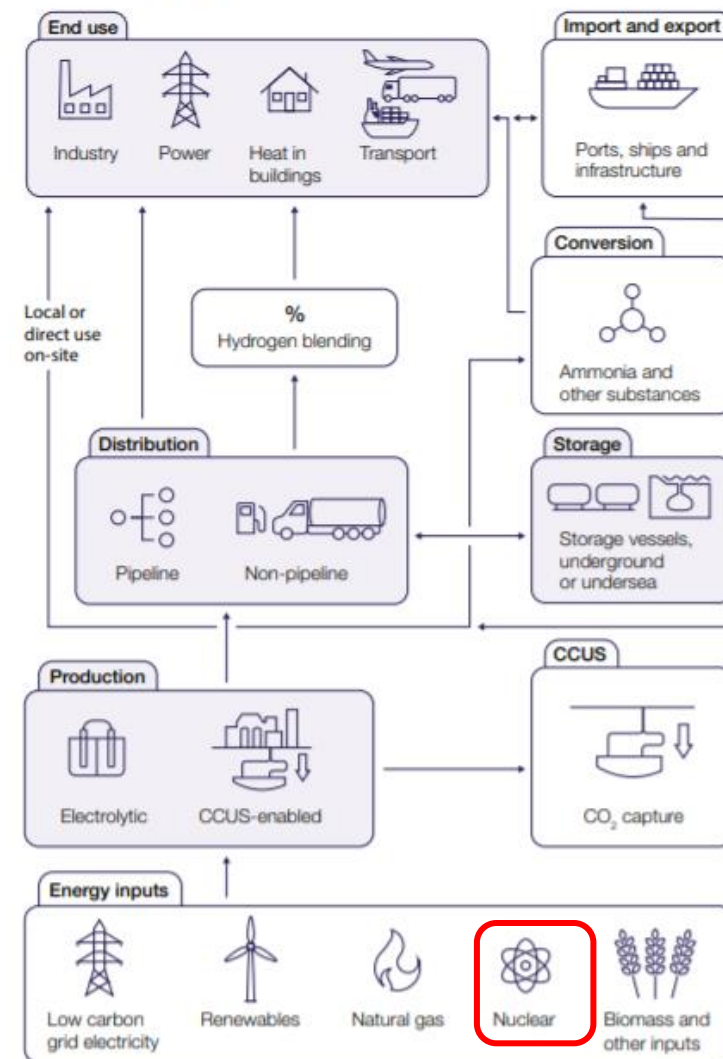 End use
Import and export
Industry
Power
Heat in
buildings
Transport
Ports, ships and
infrastructure
Conversion
Local or
direct use
on-site
%
Hydrogen blending
Ammonia and
other substances
Distribution
Storage
Pipeline
Non-pipeline
Storage vessels,
underground
or undersea
Production
CCUS
Electrolytic
CCUS-enabled
CO₂ capture
Energy inputs
Low carbon
grid electricity
Renewables
Natural gas
Nuclear
Biomass and
other inputs